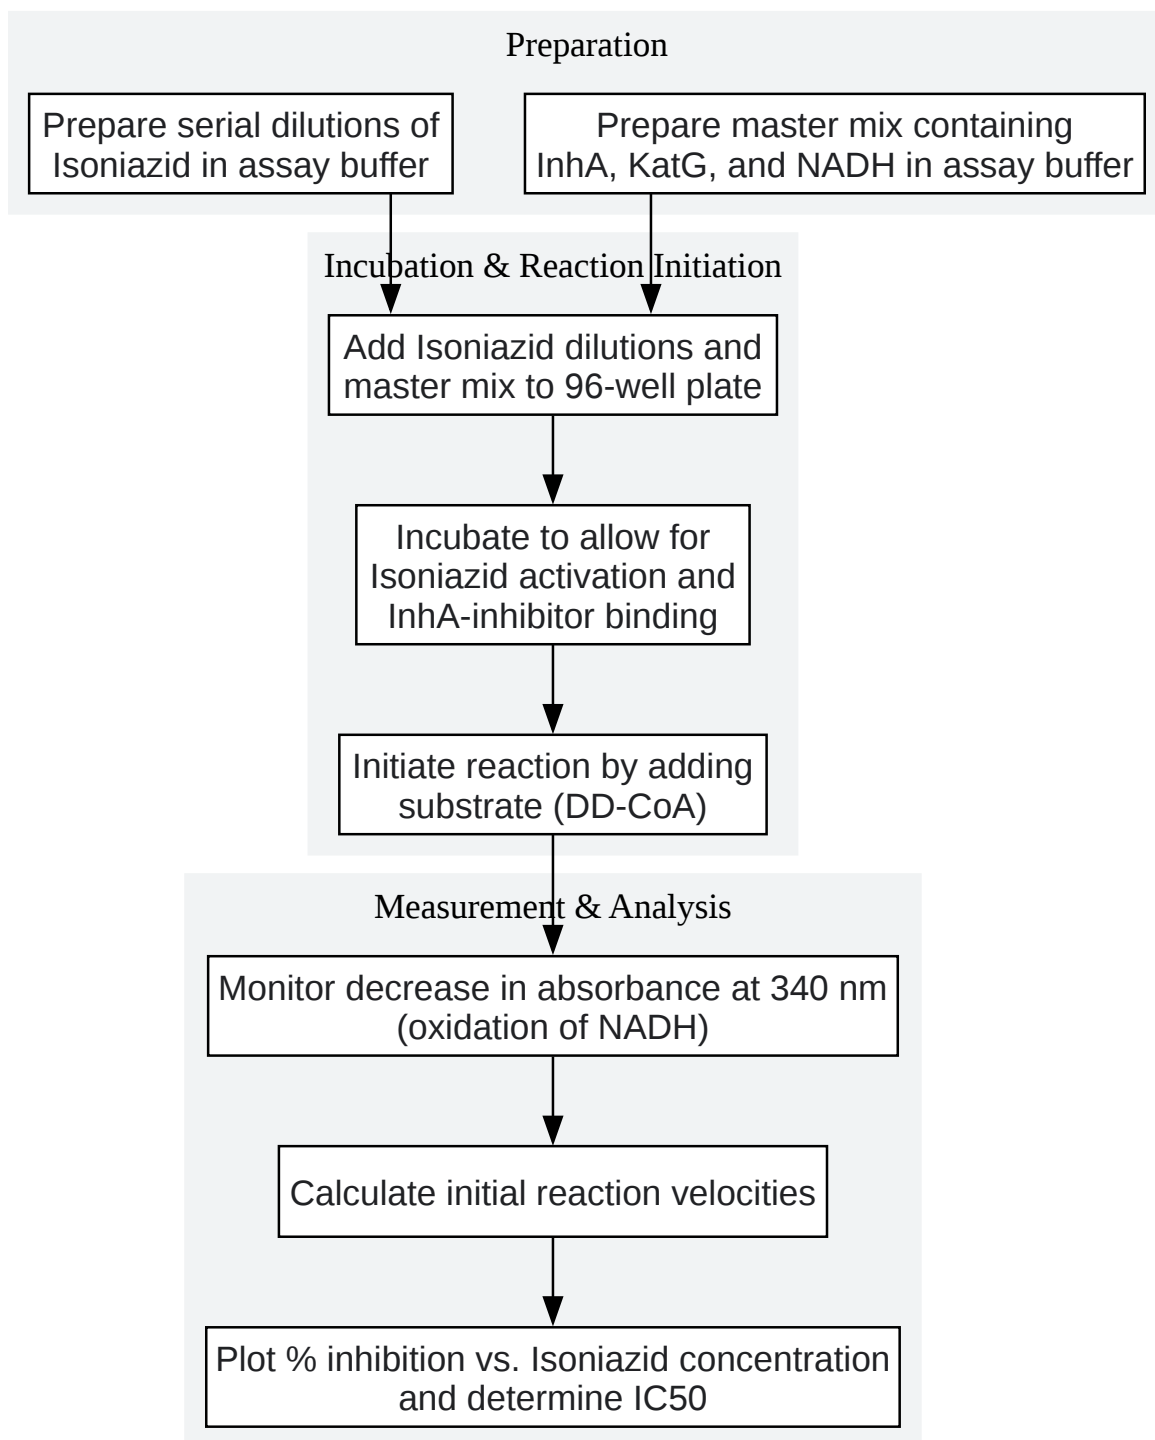 Preparation
Prepare serial dilutions of
Isoniazid in assay buffer
Prepare master mix containing
InhA, KatG, and NADH in assay buffer
Incubation & Reaction Initiation
Add Isoniazid dilutions and
master mix to 96-well plate
Incubate to allow for
Isoniazid activation and
InhA-inhibitor binding
Initiate reaction by adding
substrate (DD-CoA)
Measurement & Analysis
Monitor decrease in absorbance at 340 nm
(oxidation of NADH)
Calculate initial reaction velocities
Plot % inhibition vs. Isoniazid concentration
and determine IC50